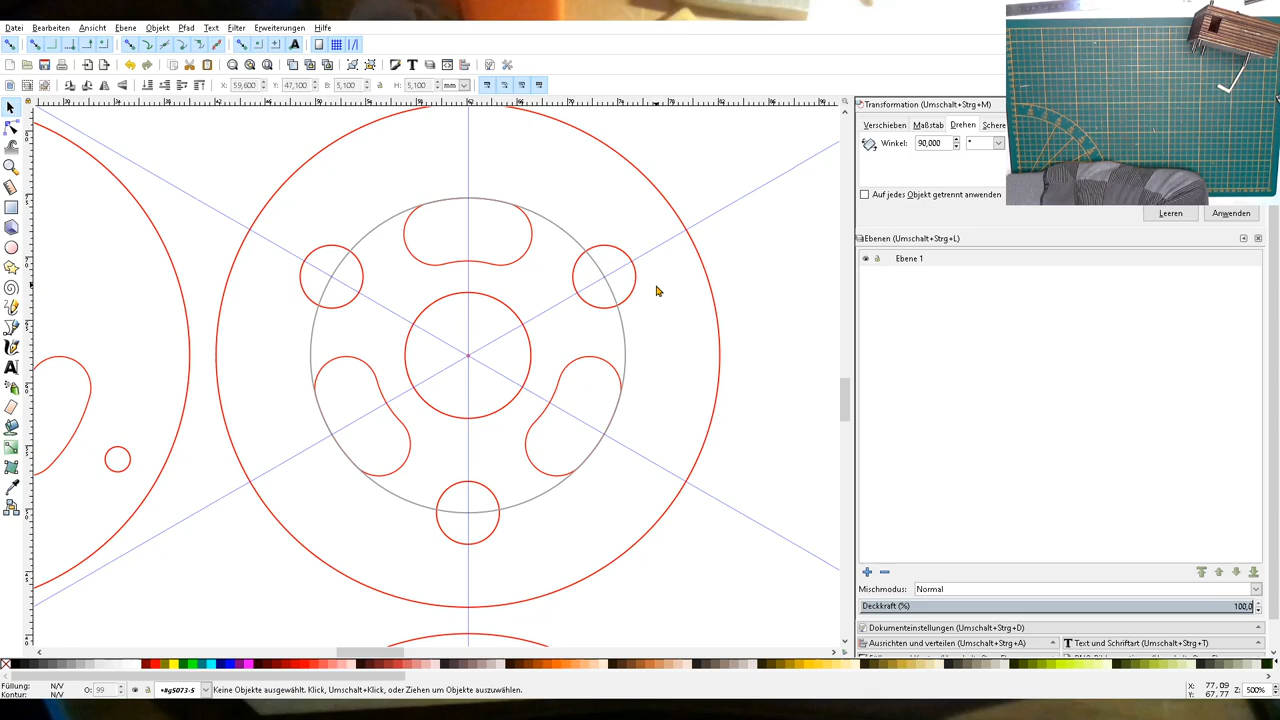 Datei Bearbeiten Ansicht Ebene Objekt Pfad Text Filter Erweiterungen Hilfe
X: 59,600 Y: 47,100 B: 5,100 H: 5,100 mm
Transformation (Umschalt+Strg+M)
Verschieben Maßstab Drehen Schere
Winkel: 90,000 °
Auf jedes Objekt getrennt anwenden
Leeren Anwenden
Ebenen (Umschalt+Strg+L)
Ebene 1
Mischmodus: Normal
Deckkraft (%) 100,0
Dokumenteinstellungen (Umschalt+Strg+D)
Ausrichten und verteilen (Umschalt+Strg+A) Text und Schriftart (Umschalt+Strg+T)
Füllung: N/V
Kontur: N/V
O: 99
•#g5073-5
Keine Objekte ausgewählt. Klick, Umschalt+Klick, oder Ziehen um Objekte auszuwählen.
X: 77,09
Y: 67,77
Z: 500%